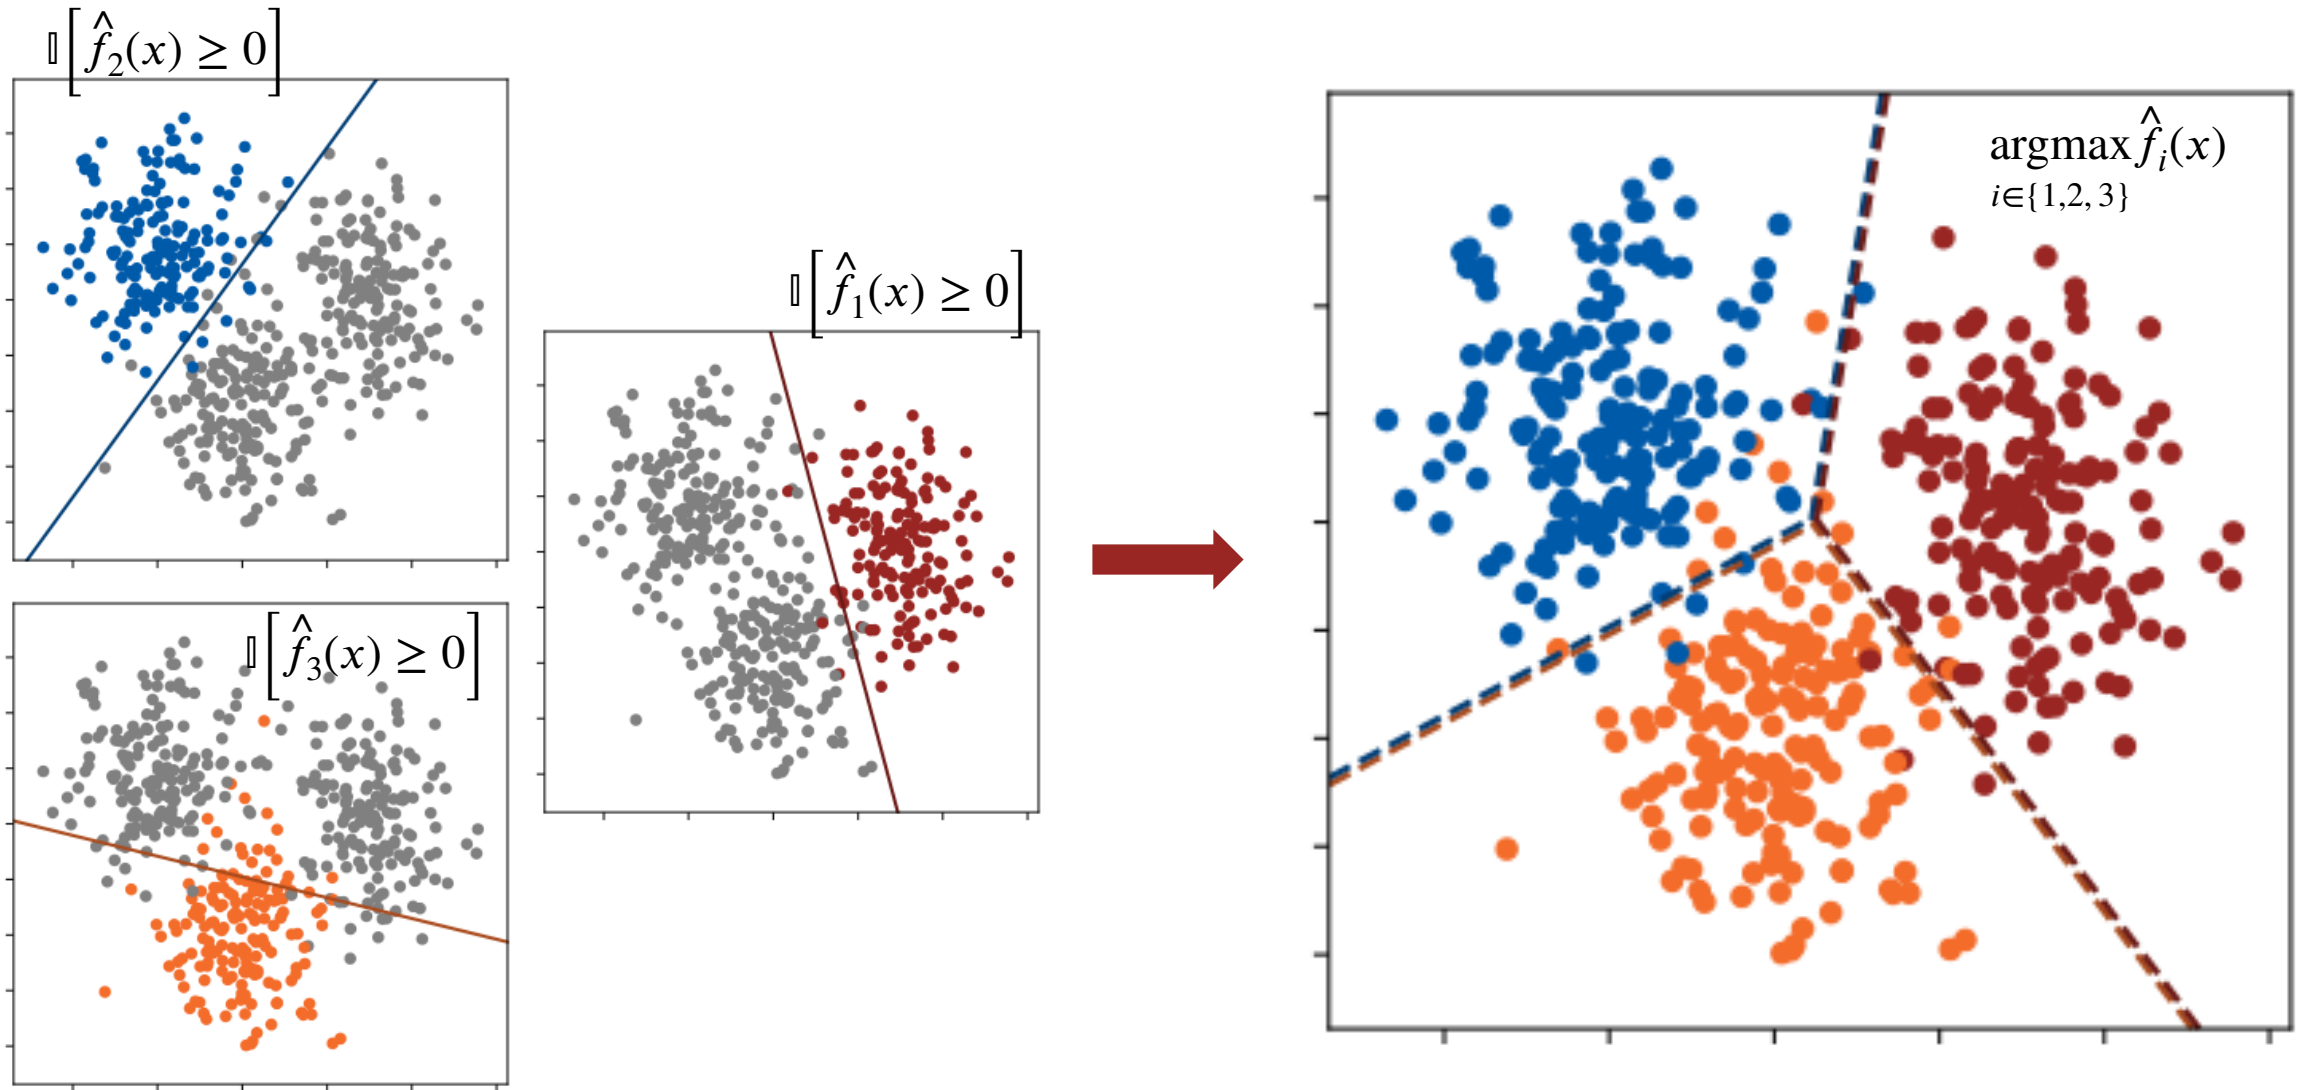 𝕀[f̂₂(x) ≥ 0]
𝕀[f̂₁(x) ≥ 0]
𝕀[f̂₃(x) ≥ 0]
argmax f̂ᵢ(x)
i∈{1,2, 3}